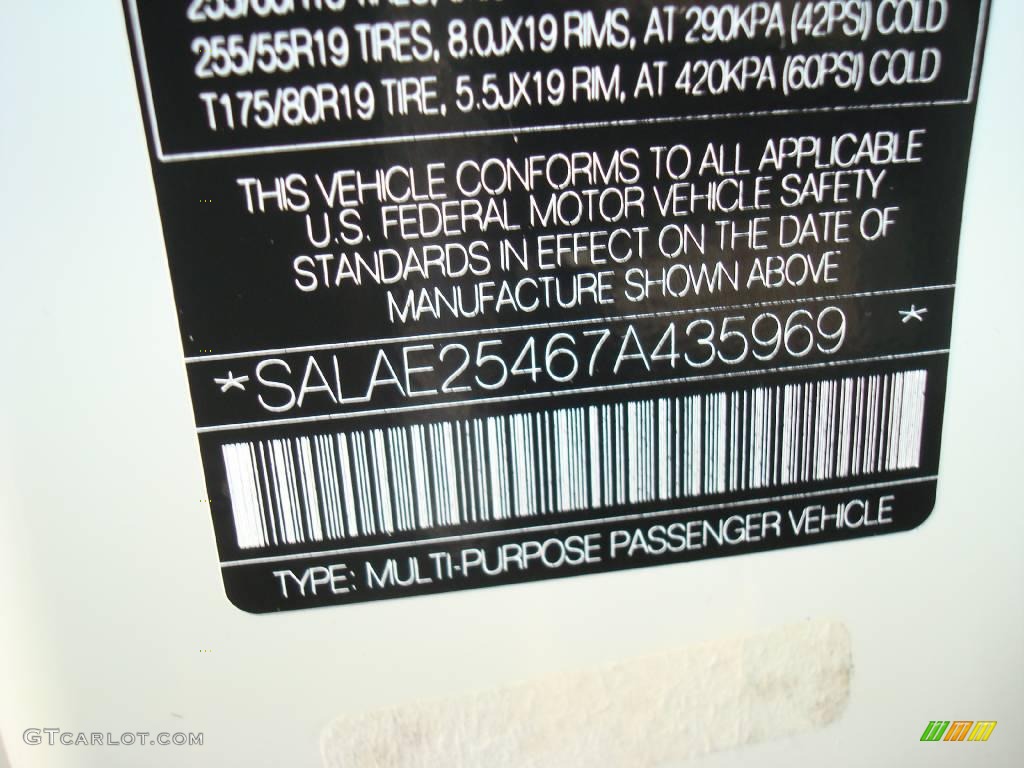 255/55R19 TIRES, 8.0JX19 RIMS, AT 290KPA (42PSI) COLD
T175/80R19 TIRE, 5.5JX19 RIM, AT 420KPA (60PSI) COLD
THIS VEHICLE CONFORMS TO ALL APPLICABLE
U.S. FEDERAL MOTOR VEHICLE SAFETY
STANDARDS IN EFFECT ON THE DATE OF
MANUFACTURE SHOWN ABOVE
*SALAE25467A435969 *
TYPE: MULTI-PURPOSE PASSENGER VEHICLE
GTCARLOT.COM